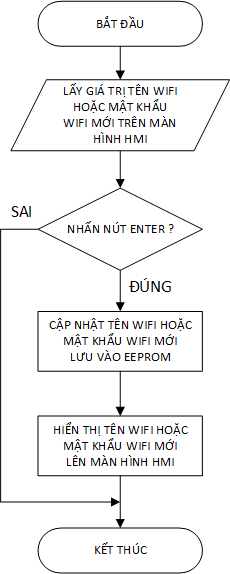 BẮT ĐẦU
LẤY GIÁ TRỊ TÊN WIFI
HOẶC MẬT KHẨU
WIFI MỚI TRÊN MÀN
HÌNH HMI
SAI
NHẤN NÚT ENTER ?
ĐÚNG
CẬP NHẬT TÊN WIFI HOẶC
MẬT KHẨU WIFI MỚI
LƯU VÀO EEPROM
HIỂN THỊ TÊN WIFI HOẶC
MẬT KHẨU WIFI MỚI
LÊN MÀN HÌNH HMI
KẾT THÚC